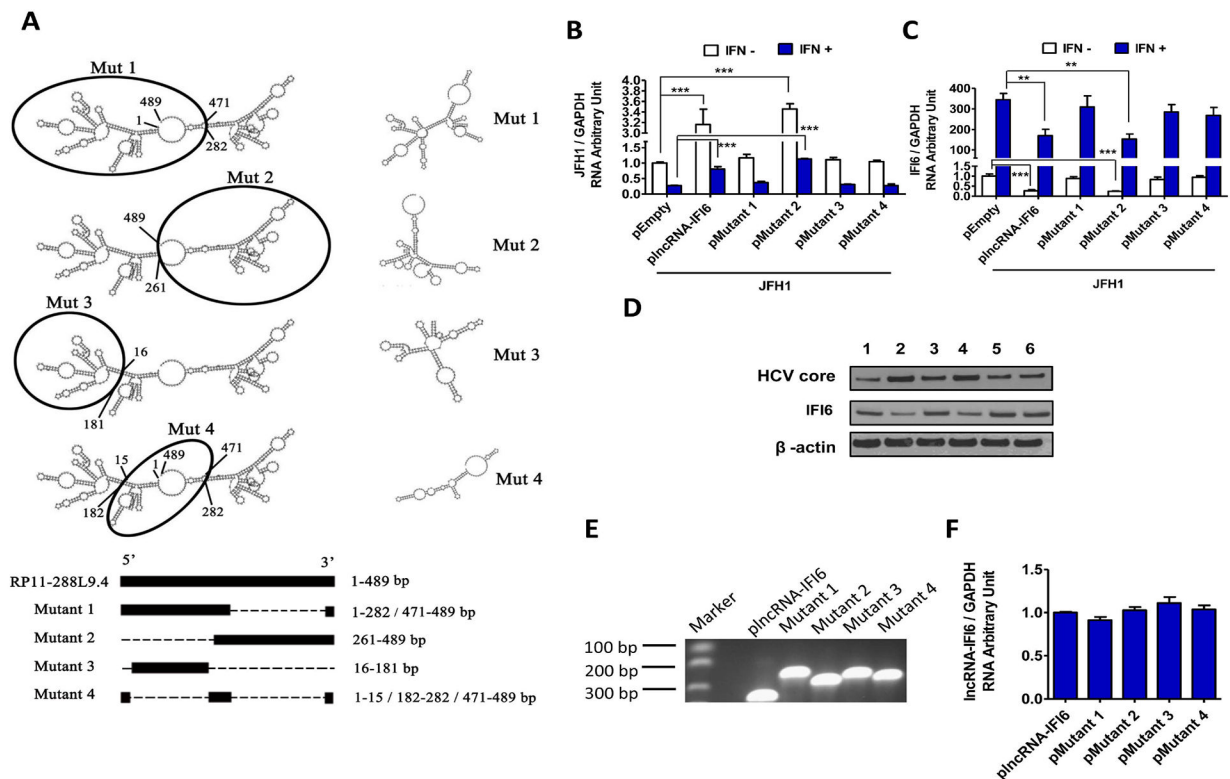 A
Mut 1
489
471
1
282
Mut 1
Mut 2
489
261
Mut 2
Mut 3
16
181
Mut 3
Mut 4
15
1
489
471
182
282
Mut 4
5’ 3’
RP11-288L9.4 1-489 bp
Mutant 1 1-282 / 471-489 bp
Mutant 2 261-489 bp
Mutant 3 16-181 bp
Mutant 4 1-15 / 182-282 / 471-489 bp
B
IFN - IFN +
JFH1 / GAPDH
RNA Arbitrary Unit
4.0
3.6
3.2
2.8
2.4
2.0
1.5
1.0
0.5
0.0
***
***
***
***
pEmpty
plncRNA-IFI6
pMutant 1
pMutant 2
pMutant 3
pMutant 4
JFH1
C
IFN - IFN +
IFI6 / GAPDH
RNA Arbitrary Unit
400
300
200
100
1.0
0.5
0.0
**
**
***
***
pEmpty
plncRNA-IFI6
pMutant 1
pMutant 2
pMutant 3
pMutant 4
JFH1
D
1 2 3 4 5 6
HCV core
IFI6
β -actin
E
Marker
plncRNA-IFI6
Mutant 1
Mutant 2
Mutant 3
Mutant 4
100 bp
200 bp
300 bp
F
lncRNA-IFI6 / GAPDH
RNA Arbitrary Unit
1.5
1.0
0.5
0.0
plncRNA-IFI6
pMutant 1
pMutant 2
pMutant 3
pMutant 4